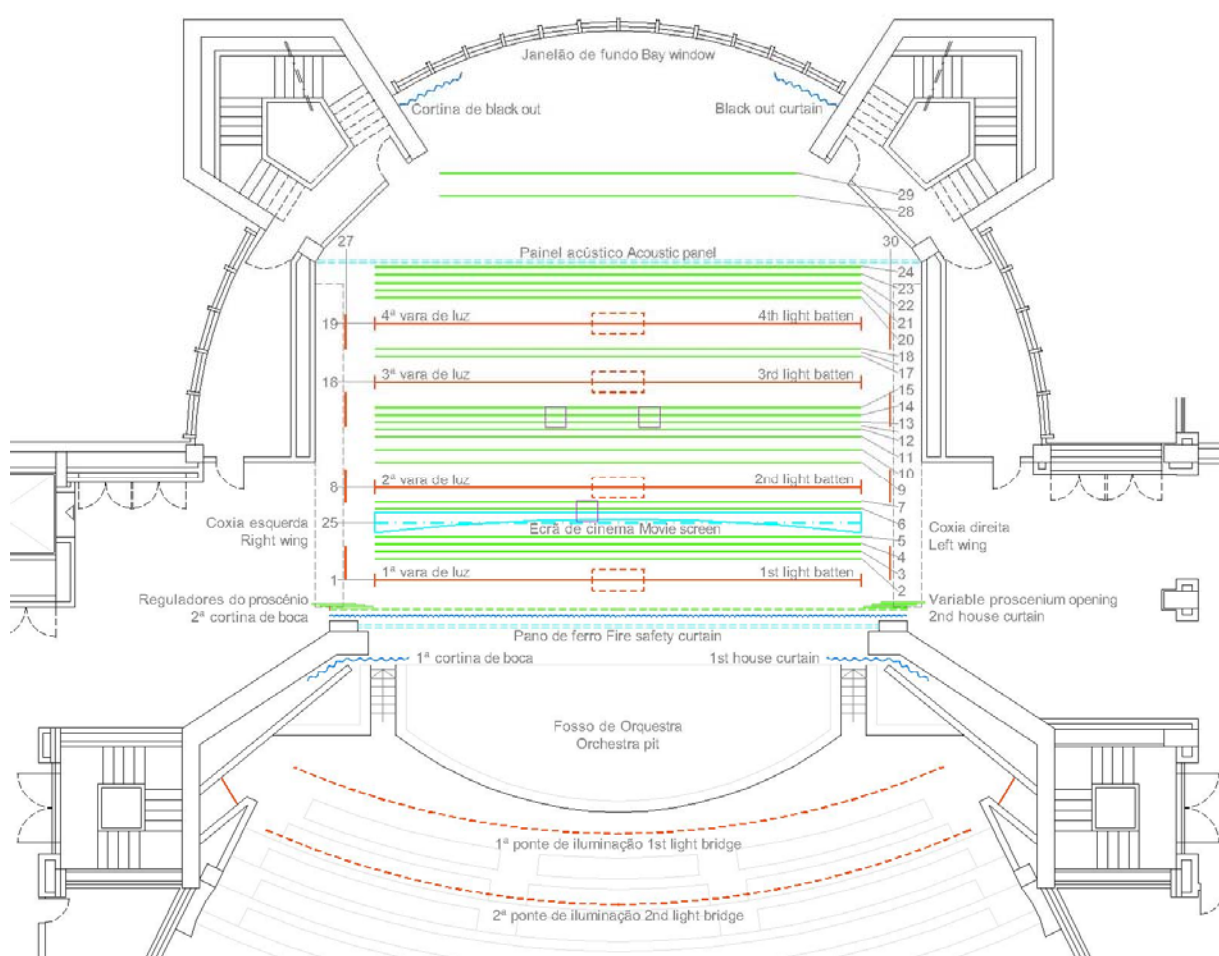 Janelão de fundo Bay window
Cortina de black out
Black out curtain
29
28
27
30
Painel acústico Acoustic panel
24
23
22
21
20
19
4ª vara de luz
4th light batten
18
17
16
3ª vara de luz
3rd light batten
15
14
13
12
11
10
9
8
2ª vara de luz
2nd light batten
7
6
Coxia esquerda
Right wing
25
Ecrã de cinema Movie screen
Coxia direita
Left wing
5
4
3
2
1
1ª vara de luz
1st light batten
Reguladores do proscénio
2ª cortina de boca
Variable proscenium opening
2nd house curtain
Pano de ferro Fire safety curtain
1ª cortina de boca
1st house curtain
Fosso de Orquestra
Orchestra pit
1ª ponte de iluminação 1st light bridge
2ª ponte de iluminação 2nd light bridge